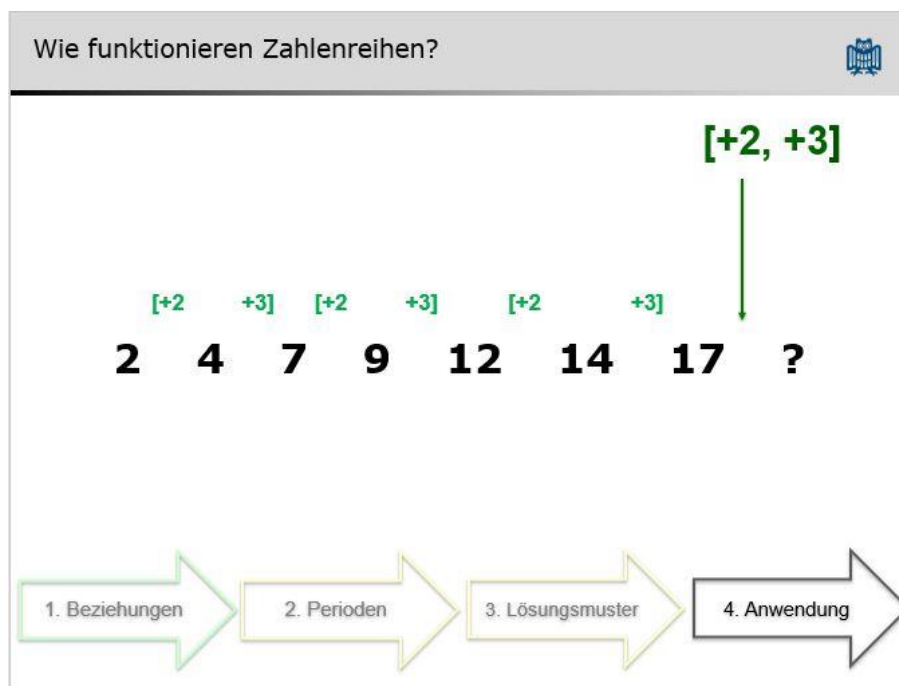 Wie funktionieren Zahlenreihen?
[+2, +3]
[+2 +3] [+2 +3] [+2 +3]
2 4 7 9 12 14 17 ?
1. Beziehungen 2. Perioden 3. Lösungsmuster 4. Anwendung